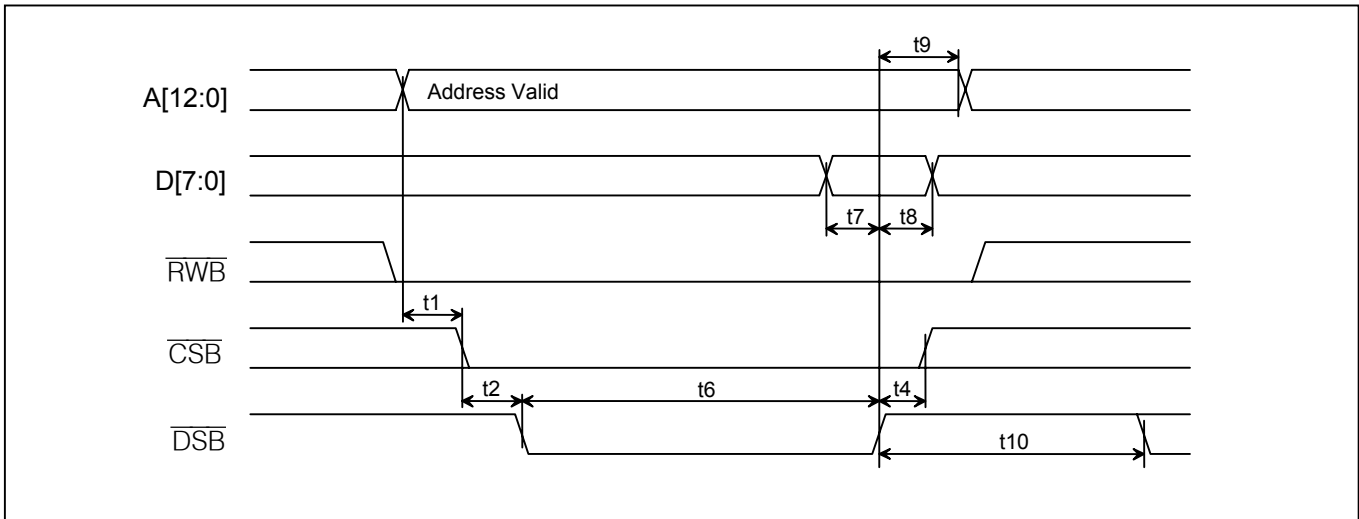 t9
A[12:0] Address Valid
D[7:0]
t7 t8
RWB
t1
CSB
t2 t6 t4
DSB
t10